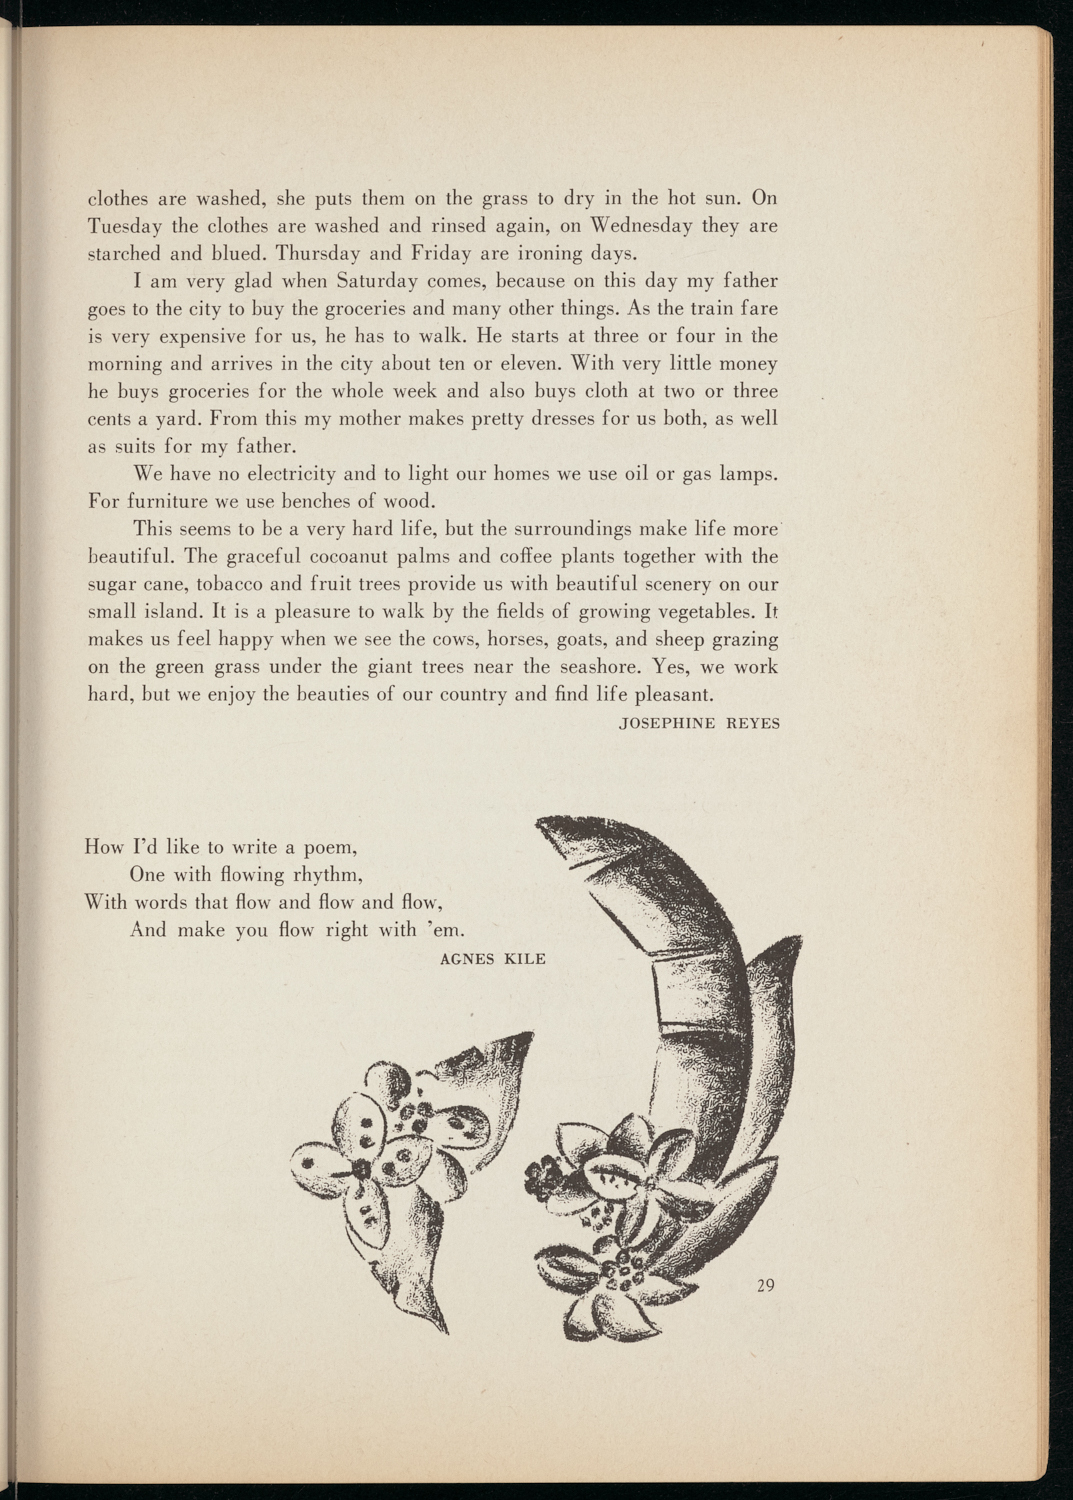 clothes are washed, she puts them on the grass to dry in the hot sun. On
Tuesday the clothes are washed and rinsed again, on Wednesday they are
starched and blued. Thursday and Friday are ironing days.
I am very glad when Saturday comes, because on this day my father
goes to the city to buy the groceries and many other things. As the train fare
is very expensive for us, he has to walk. He starts at three or four in the
morning and arrives in the city about ten or eleven. With very little money
he buys groceries for the whole week and also buys cloth at two or three
cents a yard. From this my mother makes pretty dresses for us both, as well
as suits for my father.
We have no electricity and to light our homes we use oil or gas lamps.
For furniture we use benches of wood.
This seems to be a very hard life, but the surroundings make life more
beautiful. The graceful cocoanut palms and coffee plants together with the
sugar cane, tobacco and fruit trees provide us with beautiful scenery on our
small island. It is a pleasure to walk by the fields of growing vegetables. It
makes us feel happy when we see the cows, horses, goats, and sheep grazing
on the green grass under the giant trees near the seashore. Yes, we work
hard, but we enjoy the beauties of our country and find life pleasant.
JOSEPHINE REYES
How I'd like to write a poem,
One with flowing rhythm,
With words that flow and flow and flow,
And make you flow right with 'em.
AGNES KILE
29